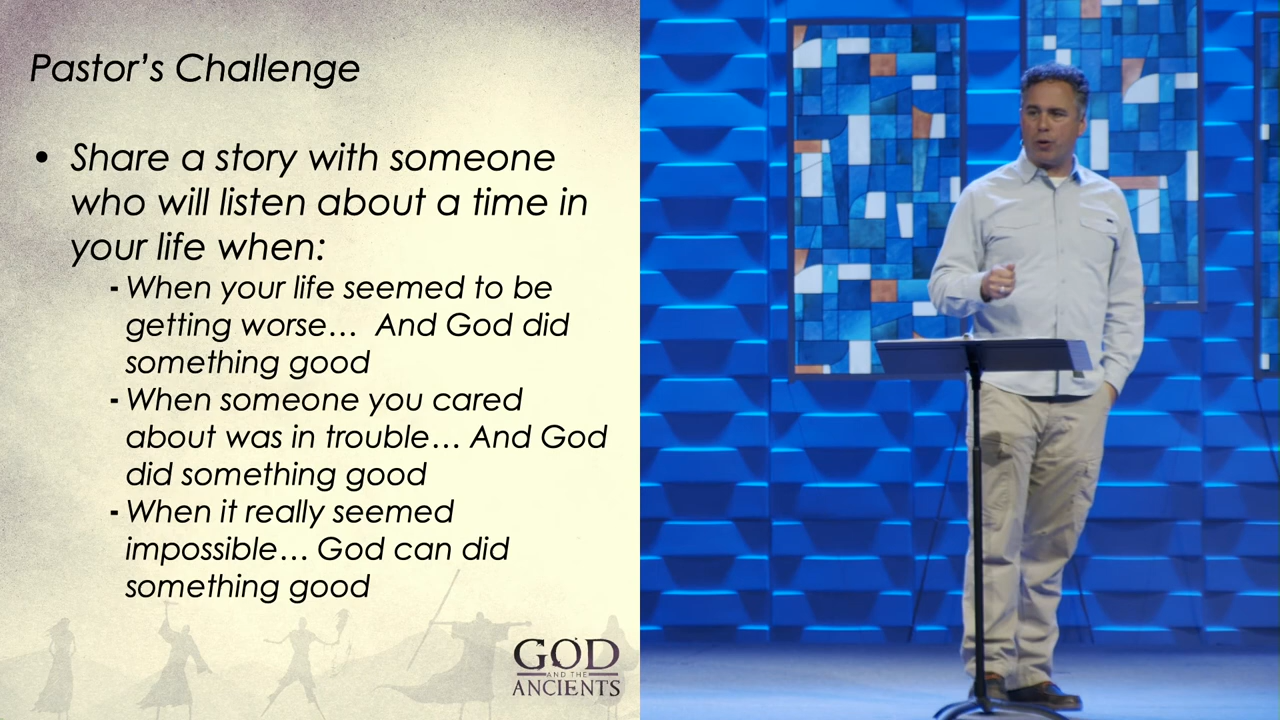 Pastor’s Challenge
• Share a story with someone
who will listen about a time in
your life when:
- When your life seemed to be
getting worse… And God did
something good
- When someone you cared
about was in trouble… And God
did something good
- When it really seemed
impossible… God can did
something good
GOD
AND THE
ANCIENTS